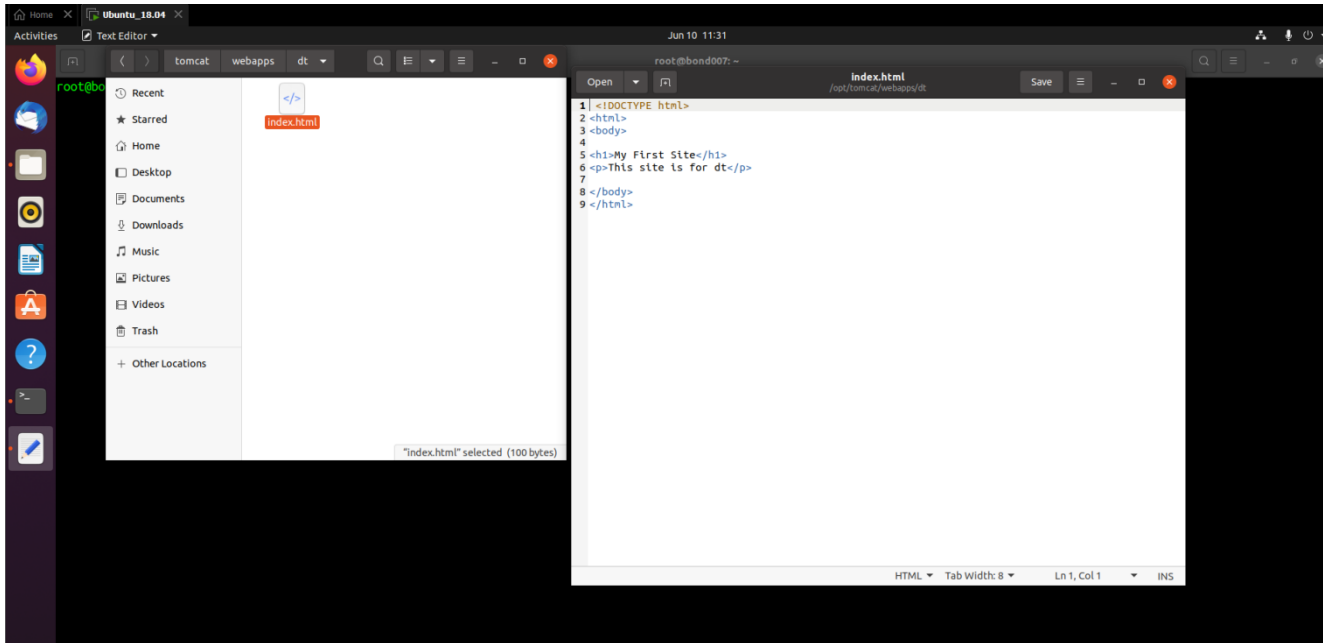 Home
Ubuntu_18.04
Activities
Text Editor
Jun 10 11:31
tomcat webapps dt
root@bond007: ~
root@bo
Recent
Starred
Home
Desktop
Documents
Downloads
Music
Pictures
Videos
Trash
+ Other Locations
index.html
"index.html" selected (100 bytes)
Open
index.html
/opt/tomcat/webapps/dt
Save
1 <!DOCTYPE html>
2 <html>
3 <body>
4
5 <h1>My First Site</h1>
6 <p>This site is for dt</p>
7
8 </body>
9 </html>
HTML Tab Width: 8 Ln 1, Col 1 INS